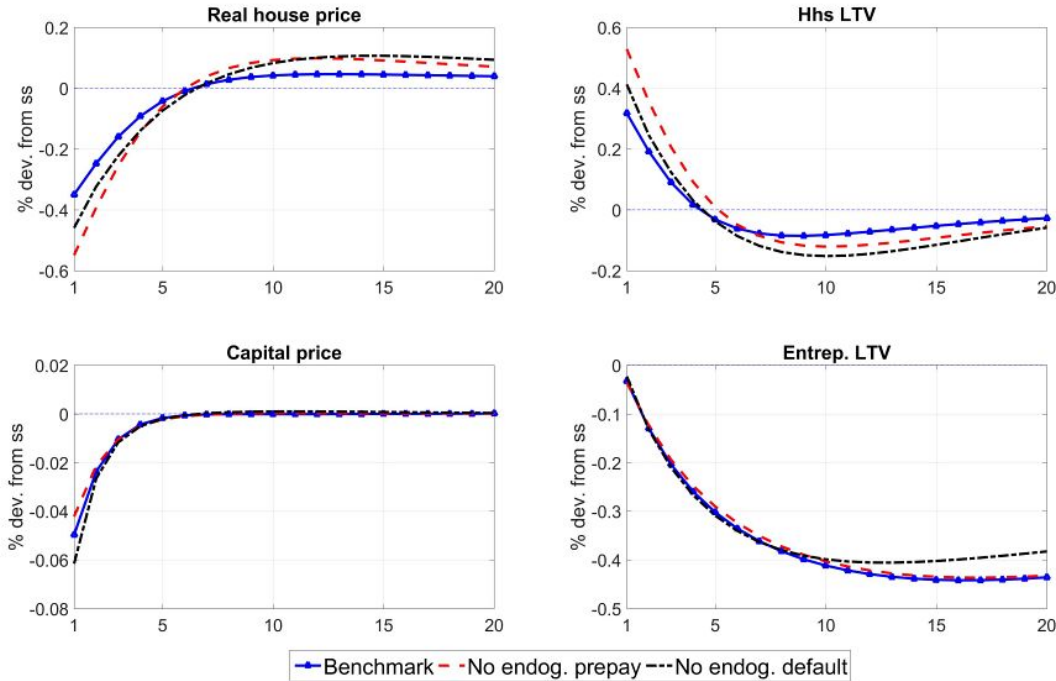 Real house price
% dev. from ss
0.2
0
-0.2
-0.4
-0.6
1 5 10 15 20
Hhs LTV
% dev. from ss
0.6
0.4
0.2
0
-0.2
1 5 10 15 20
Capital price
% dev. from ss
0.02
0
-0.02
-0.04
-0.06
-0.08
1 5 10 15 20
Entrep. LTV
% dev. from ss
0
-0.1
-0.2
-0.3
-0.4
-0.5
1 5 10 15 20
Benchmark No endog. prepay No endog. default